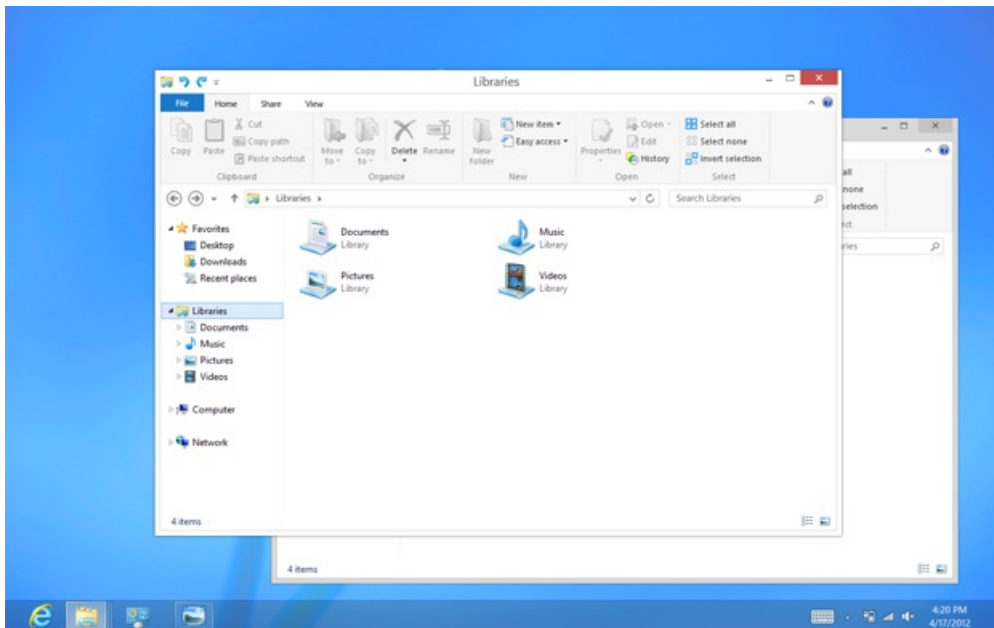 Libraries
File Home Share View
Copy Paste Cut
Copy path
Paste shortcut
Clipboard
Move to Copy to Delete Rename
Organize
New folder
New item
Easy access
New
Properties Open
Edit
History
Open
Select all
Select none
Invert selection
Select
Libraries
Search Libraries
Favorites
Desktop
Downloads
Recent places
Libraries
Documents
Music
Pictures
Videos
Computer
Network
Documents
Library
Music
Library
Pictures
Library
Videos
Library
4 items
all
none
selection
4 items
4:20 PM
4/17/2012